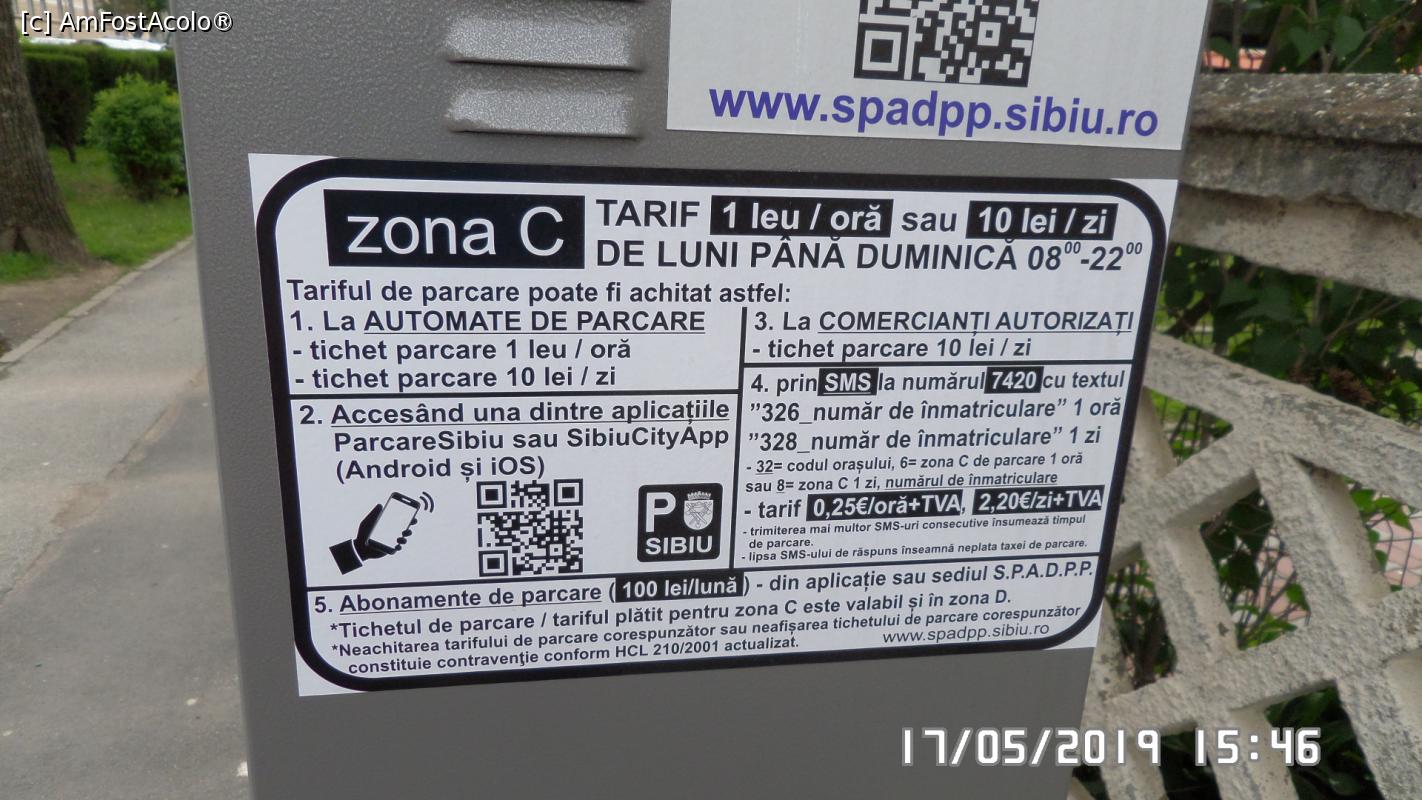 [c] AmFostAcolo®
www.spadpp.sibiu.ro
zona C
TARIF 1 leu / oră sau 10 lei / zi
DE LUNI PÂNĂ DUMINICĂ 08⁰⁰-22⁰⁰
Tariful de parcare poate fi achitat astfel:
1. La AUTOMATE DE PARCARE
- tichet parcare 1 leu / oră
- tichet parcare 10 lei / zi
2. Accesând una dintre aplicațiile
ParcareSibiu sau SibiuCityApp
(Android și iOS)
P
SIBIU
3. La COMERCIANȚI AUTORIZAȚI
- tichet parcare 10 lei / zi
4. prin SMS la numărul 7420 cu textul
"326_număr de înmatriculare" 1 oră
"328_număr de înmatriculare" 1 zi
- 32= codul orașului, 6= zona C de parcare 1 oră
sau 8= zona C 1 zi, numărul de înmatriculare
- tarif 0,25€/oră+TVA, 2,20€/zi+TVA
- trimiterea mai multor SMS-uri consecutive însumează timpul
de parcare.
- lipsa SMS-ului de răspuns înseamnă neplata taxei de parcare.
5. Abonamente de parcare (100 lei/lună) - din aplicație sau sediul S.P.A.D.P.P.
*Tichetul de parcare / tariful plătit pentru zona C este valabil și în zona D.
*Neachitarea tarifului de parcare corespunzător sau neafișarea tichetului de parcare corespunzător
constituie contravenţie conform HCL 210/2001 actualizat.
www.spadpp.sibiu.ro
17/05/2019 15:46